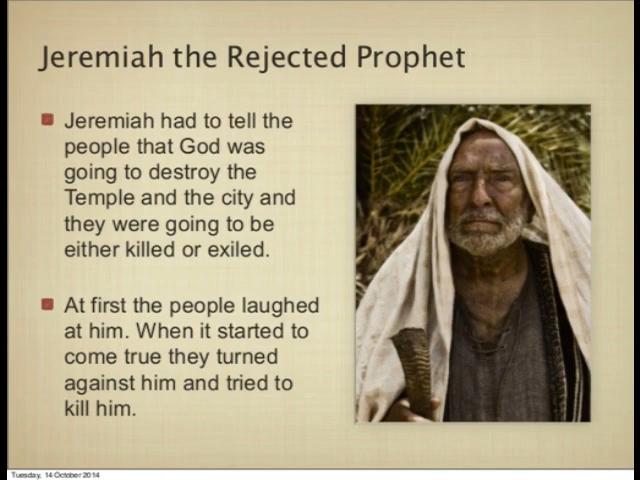 Jeremiah the Rejected Prophet
Jeremiah had to tell the
people that God was
going to destroy the
Temple and the city and
they were going to be
either killed or exiled.
At first the people laughed
at him. When it started to
come true they turned
against him and tried to
kill him.
Tuesday, 14 October 2014